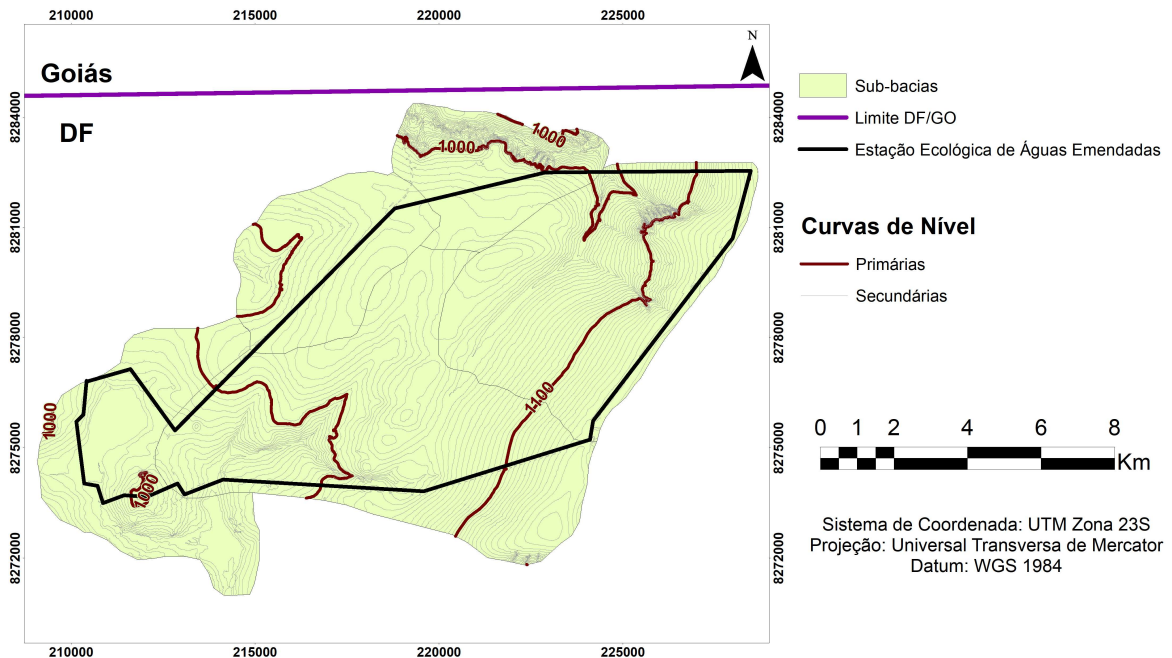 210000 215000 220000 225000
N
Goiás
DF
8284000 8284000
8281000 8281000
8278000 8278000
8275000 8275000
8272000 8272000
1000
1000
1000
1000
1100
210000 215000 220000 225000
Sub-bacias
Limite DF/GO
Estação Ecológica de Águas Emendadas
Curvas de Nível
Primárias
Secundárias
0 1 2 4 6 8
Km
Sistema de Coordenada: UTM Zona 23S
Projeção: Universal Transversa de Mercator
Datum: WGS 1984